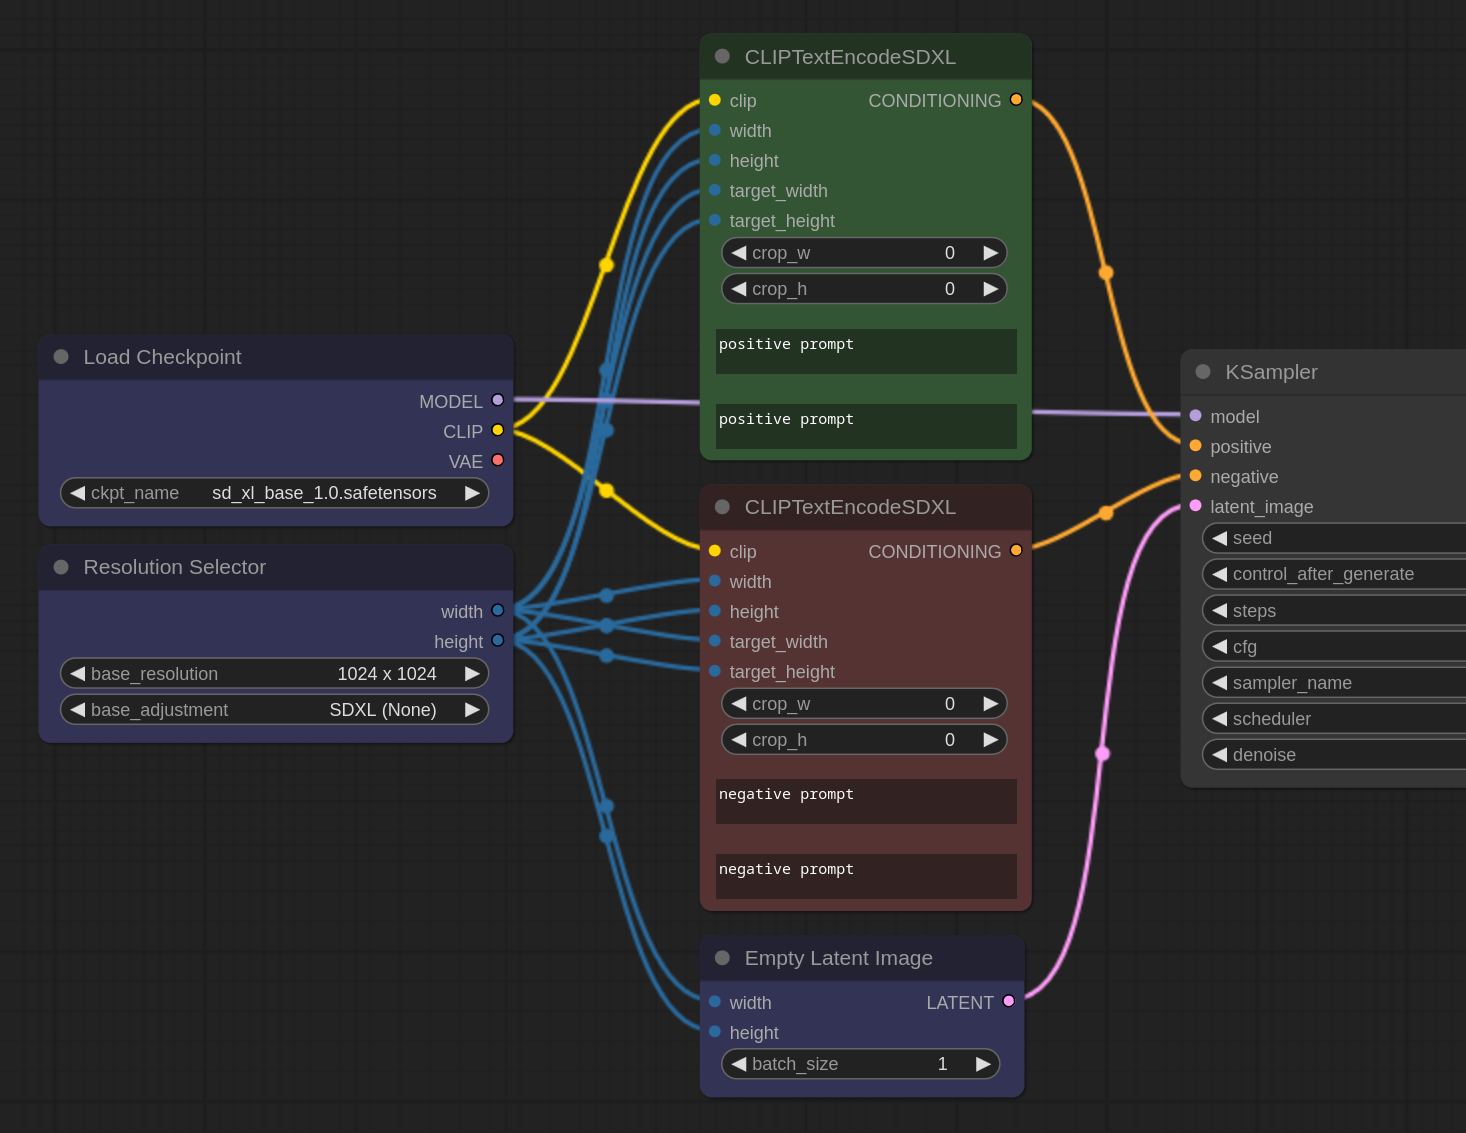 CLIPTextEncodeSDXL
clip CONDITIONING
width
height
target_width
target_height
crop_w 0
crop_h 0
positive prompt
positive prompt
Load Checkpoint
MODEL
CLIP
VAE
ckpt_name sd_xl_base_1.0.safetensors
Resolution Selector
width
height
base_resolution 1024 x 1024
base_adjustment SDXL (None)
CLIPTextEncodeSDXL
clip CONDITIONING
width
height
target_width
target_height
crop_w 0
crop_h 0
negative prompt
negative prompt
Empty Latent Image
width LATENT
height
batch_size 1
KSampler
model
positive
negative
latent_image
seed
control_after_generate
steps
cfg
sampler_name
scheduler
denoise